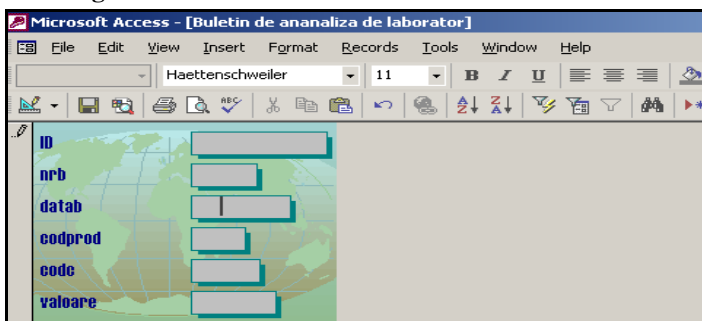 Microsoft Access - [Buletin de ananaliza de laborator]
File Edit View Insert Format Records Tools Window Help
Haettenschweiler 11 B I U
ABC
A Z Z A
ID
nrb
datab
codprod
codc
valoare